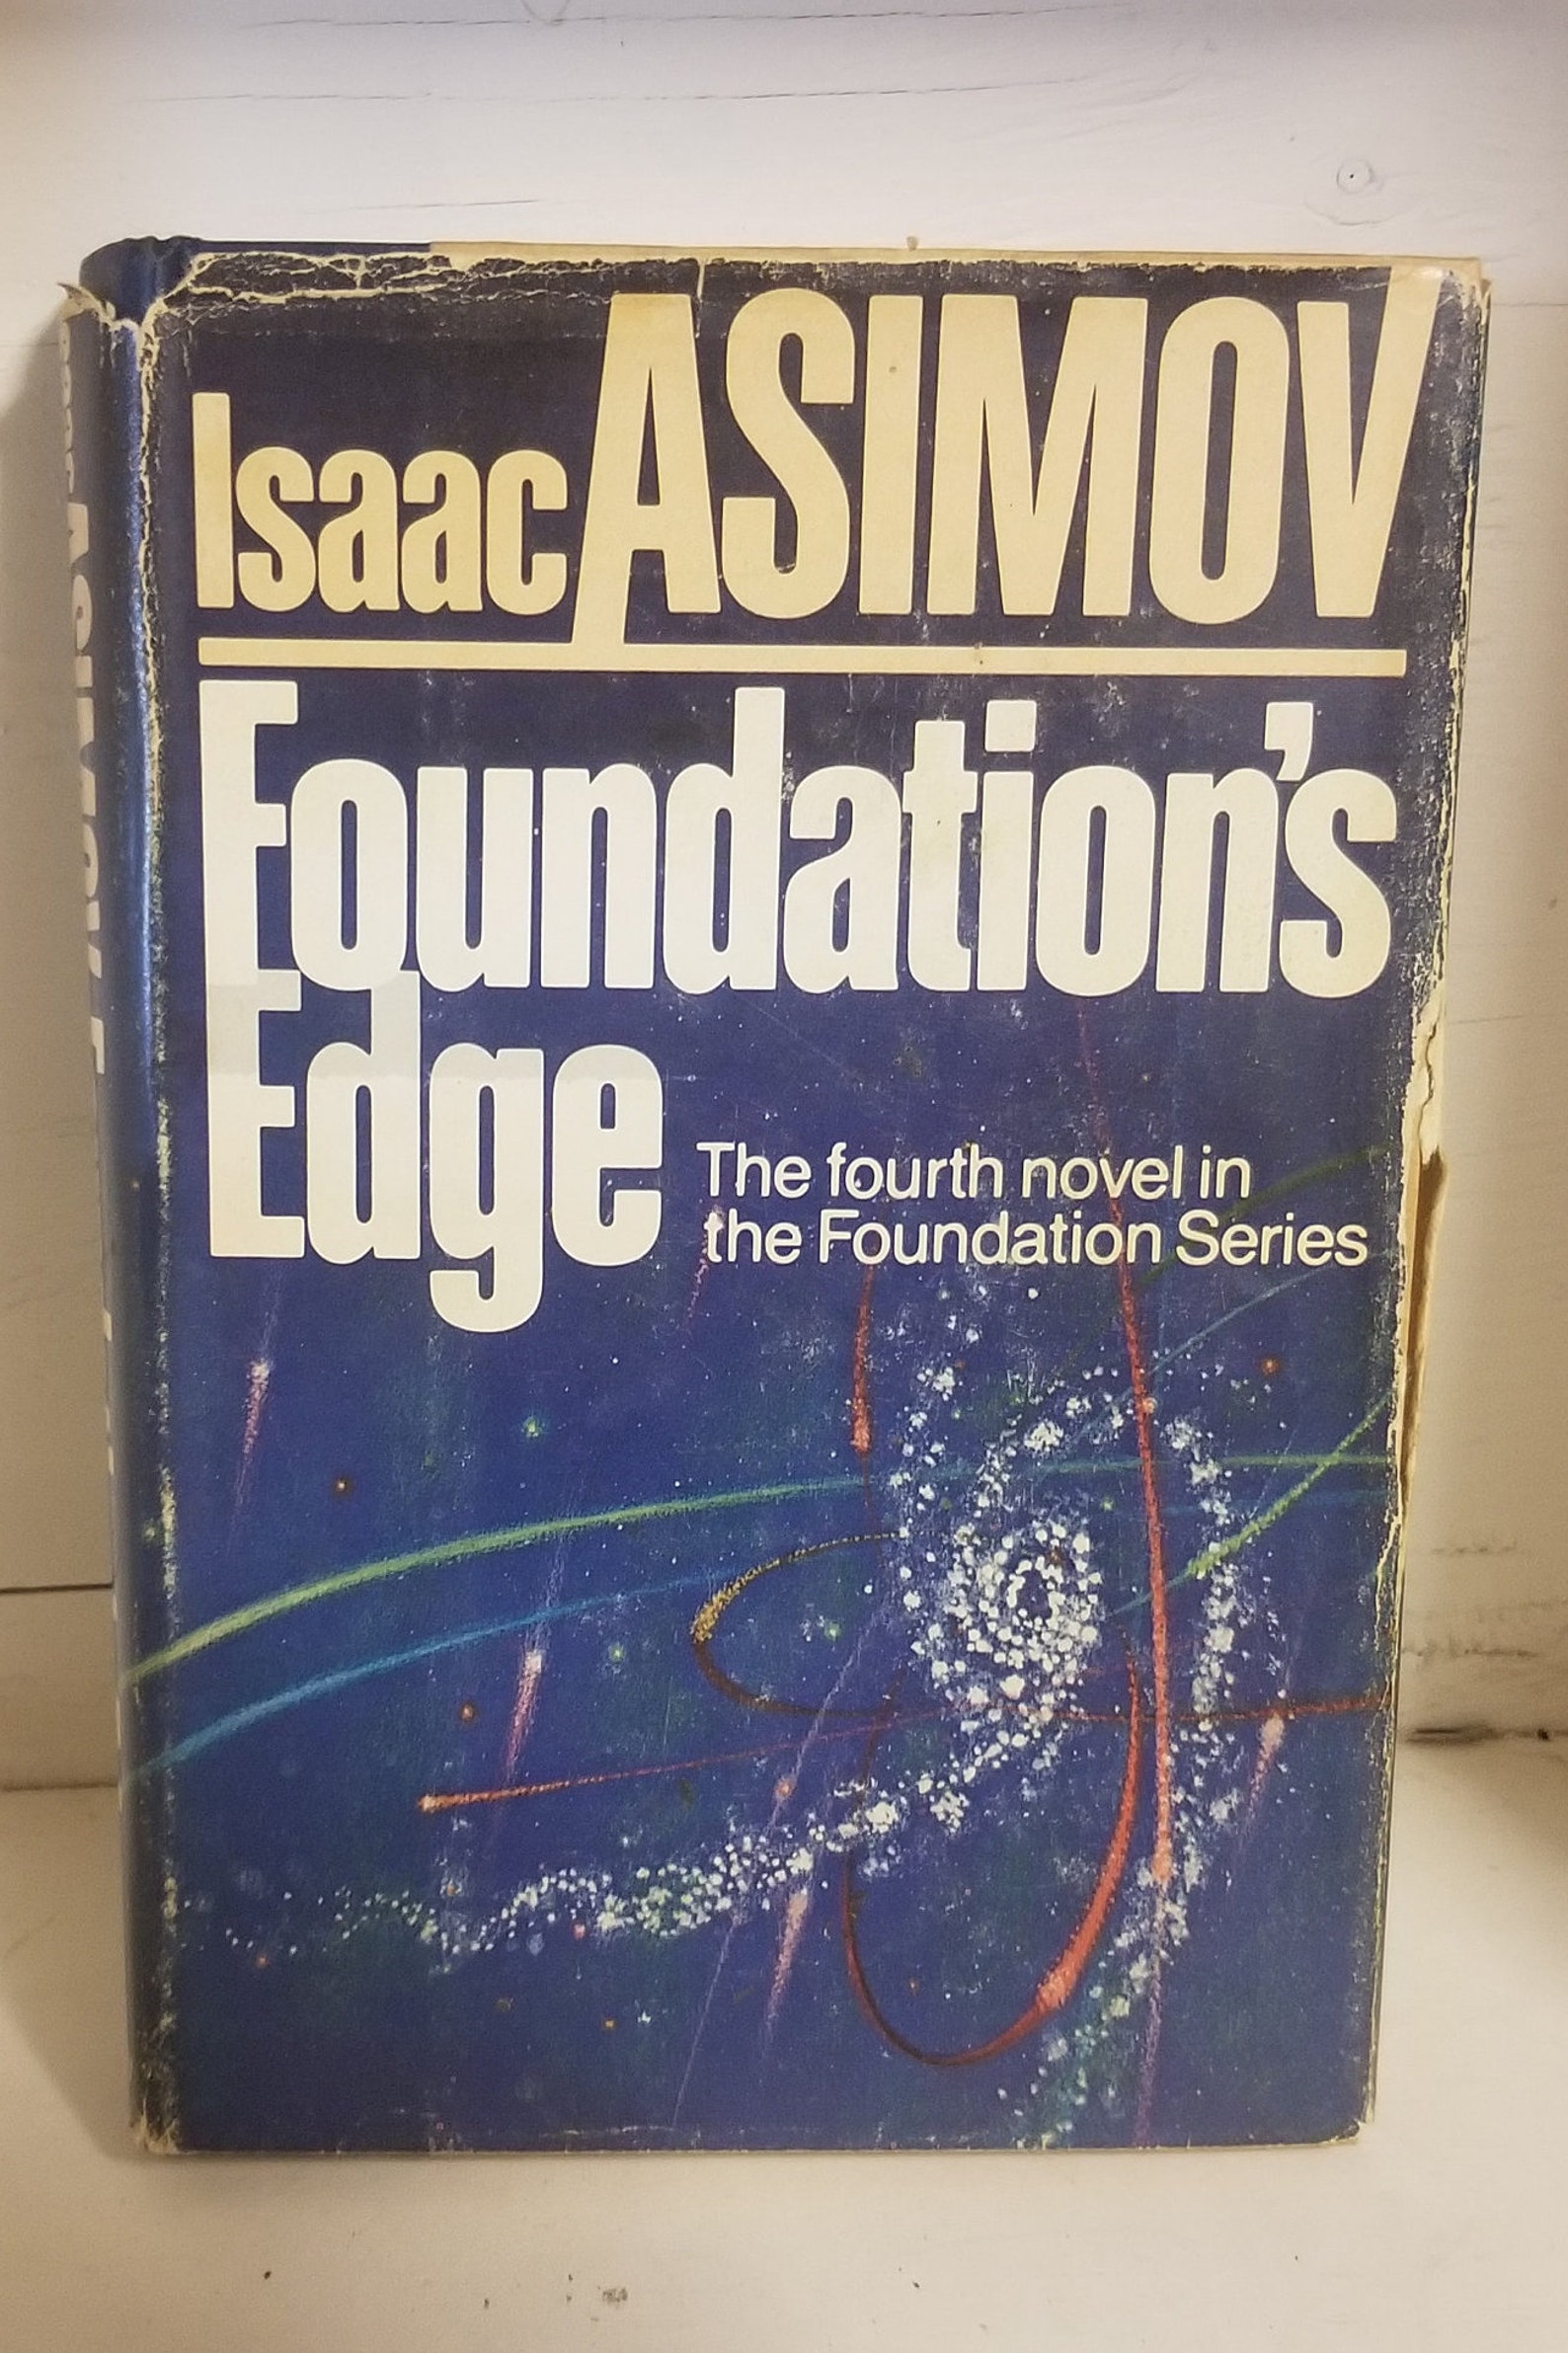 Isaac ASIMOV
Foundation's
Edge
The fourth novel in
the Foundation Series